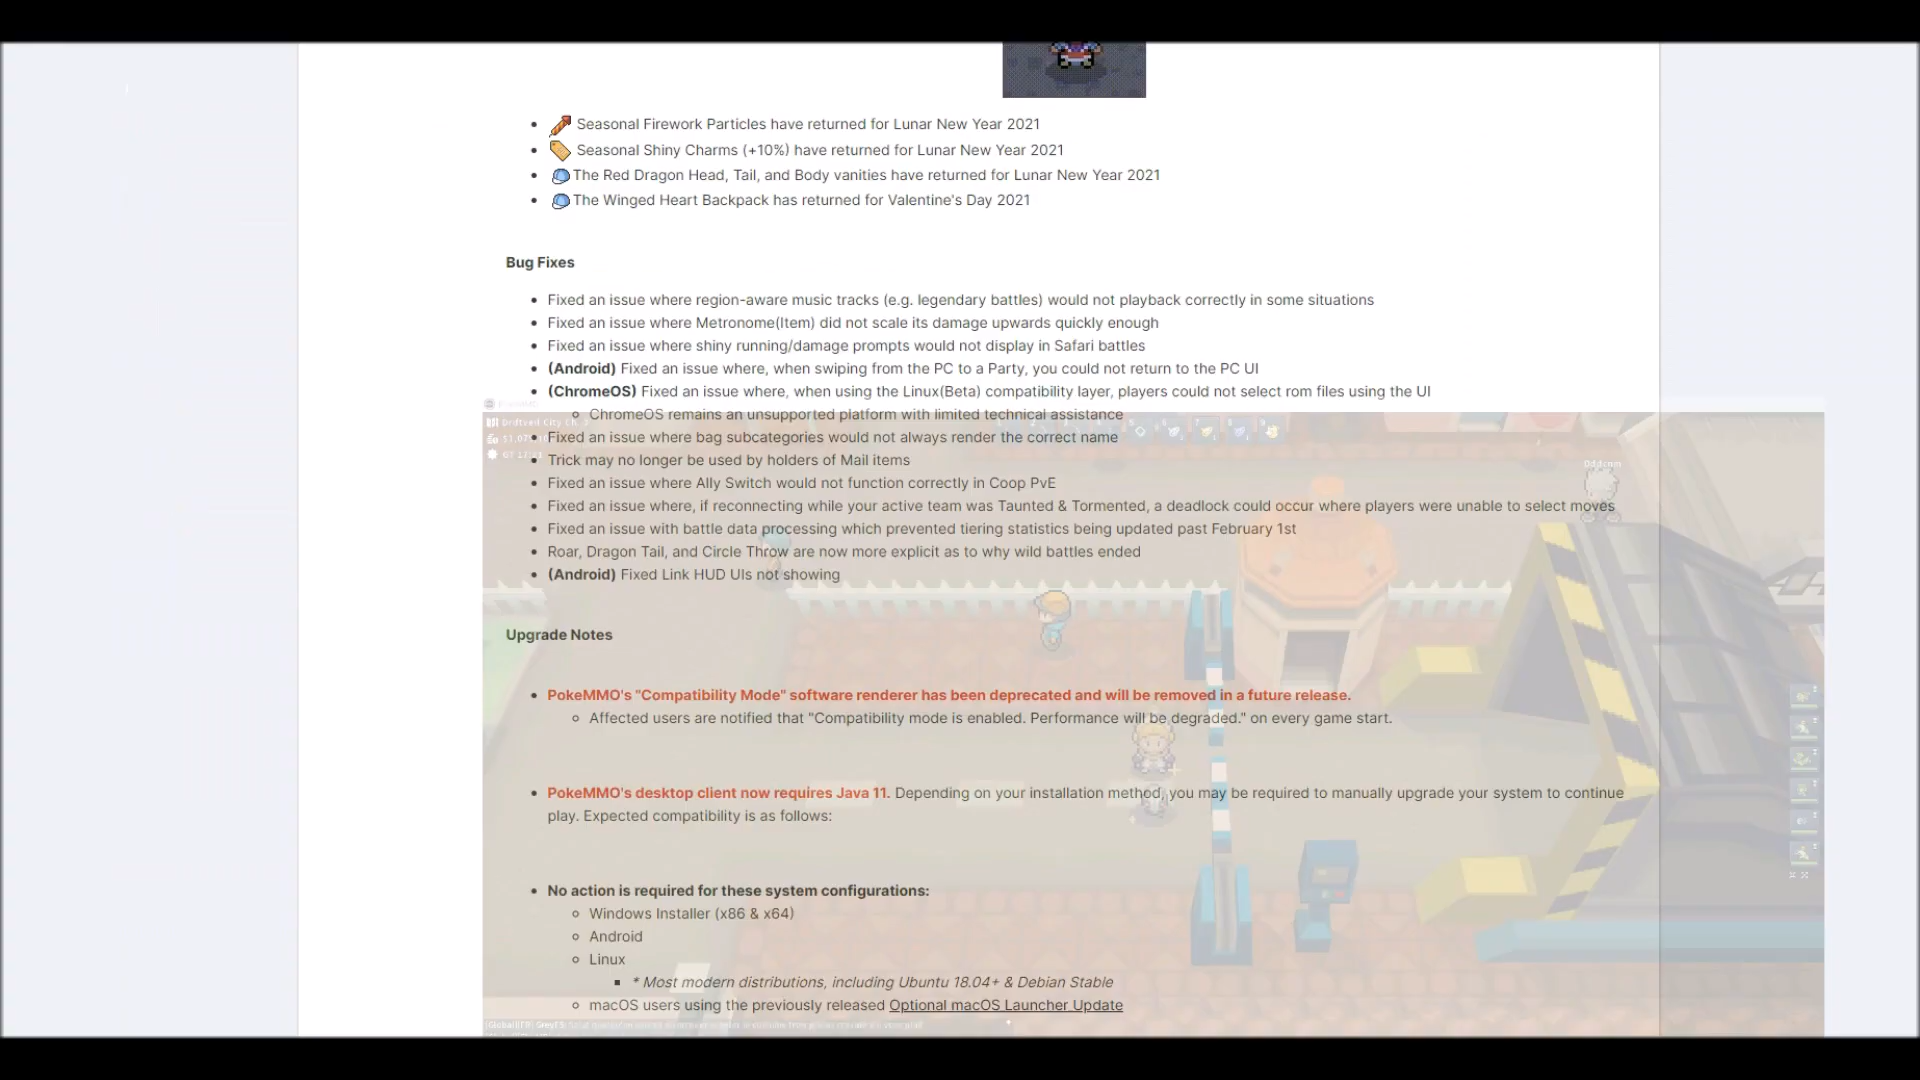 Seasonal Firework Particles have returned for Lunar New Year 2021
Seasonal Shiny Charms (+10%) have returned for Lunar New Year 2021
The Red Dragon Head, Tail, and Body vanities have returned for Lunar New Year 2021
The Winged Heart Backpack has returned for Valentine's Day 2021
Bug Fixes
Fixed an issue where region-aware music tracks (e.g. legendary battles) would not playback correctly in some situations
Fixed an issue where Metronome(Item) did not scale its damage upwards quickly enough
Fixed an issue where shiny running/damage prompts would not display in Safari battles
(Android) Fixed an issue where, when swiping from the PC to a Party, you could not return to the PC UI
(ChromeOS) Fixed an issue where, when using the Linux(Beta) compatibility layer, players could not select rom files using the UI
ChromeOS remains an unsupported platform with limited technical assistance
Driftveil City Ch.
Fixed an issue where bag subcategories would not always render the correct name
Trick may no longer be used by holders of Mail items
Fixed an issue where Ally Switch would not function correctly in Coop PvE
Fixed an issue where, if reconnecting while your active team was Taunted & Tormented, a deadlock could occur where players were unable to select moves
Fixed an issue with battle data processing which prevented tiering statistics being updated past February 1st
Roar, Dragon Tail, and Circle Throw are now more explicit as to why wild battles ended
(Android) Fixed Link HUD UIs not showing
Upgrade Notes
PokeMMO's "Compatibility Mode" software renderer has been deprecated and will be removed in a future release.
Affected users are notified that "Compatibility mode is enabled. Performance will be degraded." on every game start.
PokeMMO's desktop client now requires Java 11. Depending on your installation method, you may be required to manually upgrade your system to continue
play. Expected compatibility is as follows:
No action is required for these system configurations:
Windows Installer (x86 & x64)
Android
Linux
* Most modern distributions, including Ubuntu 18.04+ & Debian Stable
macOS users using the previously released Optional macOS Launcher Update